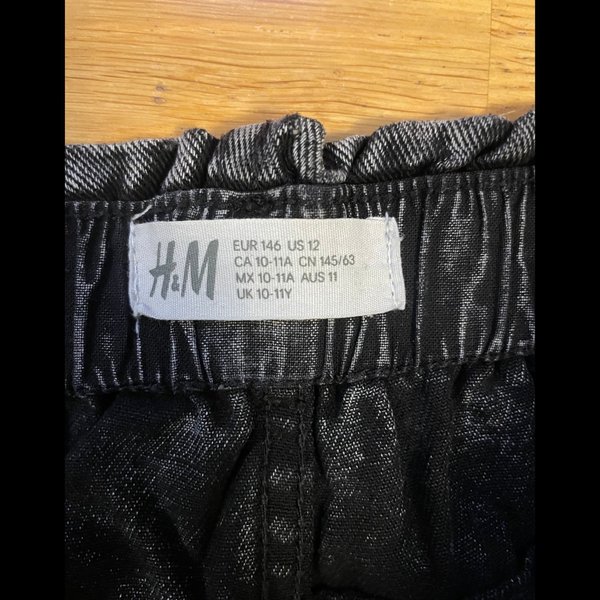 H&M
EUR 146 US 12
CA 10-11A CN 145/63
MX 10-11A AUS 11
UK 10-11Y